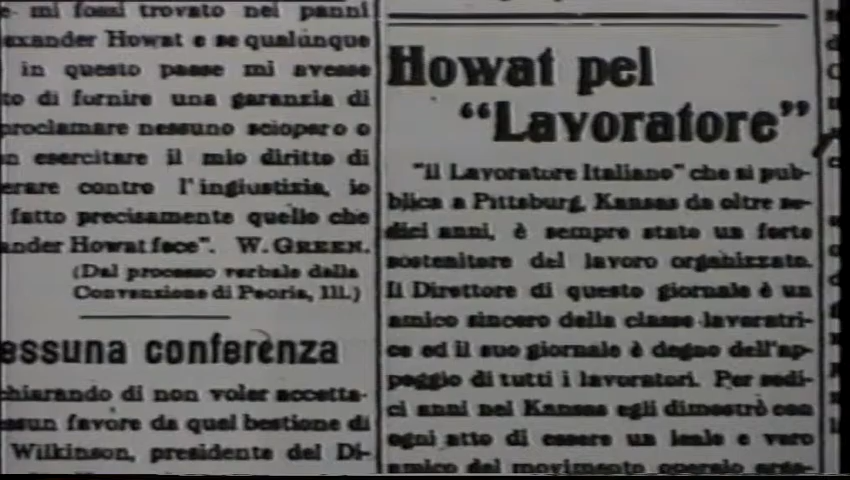 e mi fossi trovato nei panni
exander Howat e se qualunque
in questo paese mi avesse
to di fornire una garanzia di
proclamare nessuno sciopero o
n esercitare il mio diritto di
erare contro l'ingiustizia, io
fatto precisamente quello che
ander Howat fece". W. GREEN.
(Dal processo verbale dalla
Convenzione di Peoria, Ill.)
essuna conferenza
chiarando di non voler accetta-
ssun favore da quel bestione di
Wilkinson, presidente del Di-
Howat pel
"Lavoratore"
"Il Lavoratore Italiano" che si pub-
blica a Pittsburg, Kansas da oltre se-
dici anni, è sempre stato un forte
sostenitore del lavoro organizzato.
Il Direttore di questo giornale è un
amico sincero della classe lavoratri-
ce ed il suo giornale è degno dell'ap-
poggio di tutti i lavoratori. Per sedi-
ci anni nel Kansas egli dimostrò con
ogni atto di essere un leale e vero
amico del movimento operaio orga-